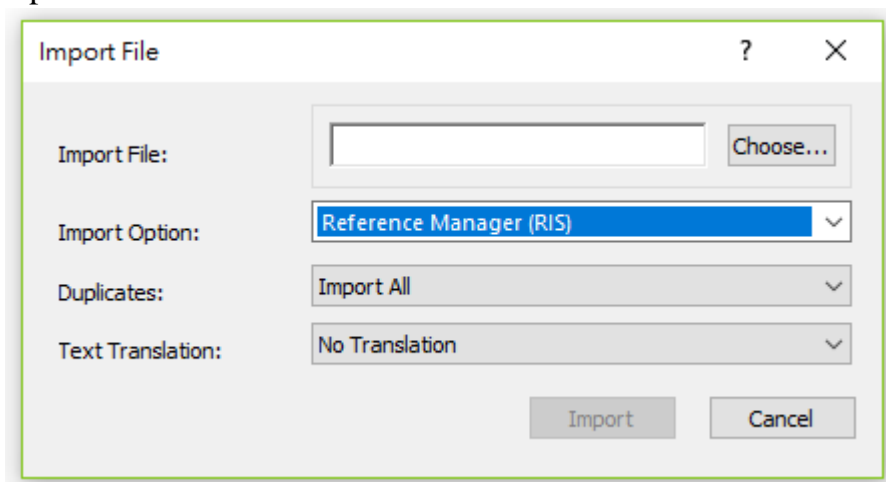 Import File
?
Import File:
Choose...
Import Option:
Reference Manager (RIS)
Duplicates:
Import All
Text Translation:
No Translation
Import
Cancel